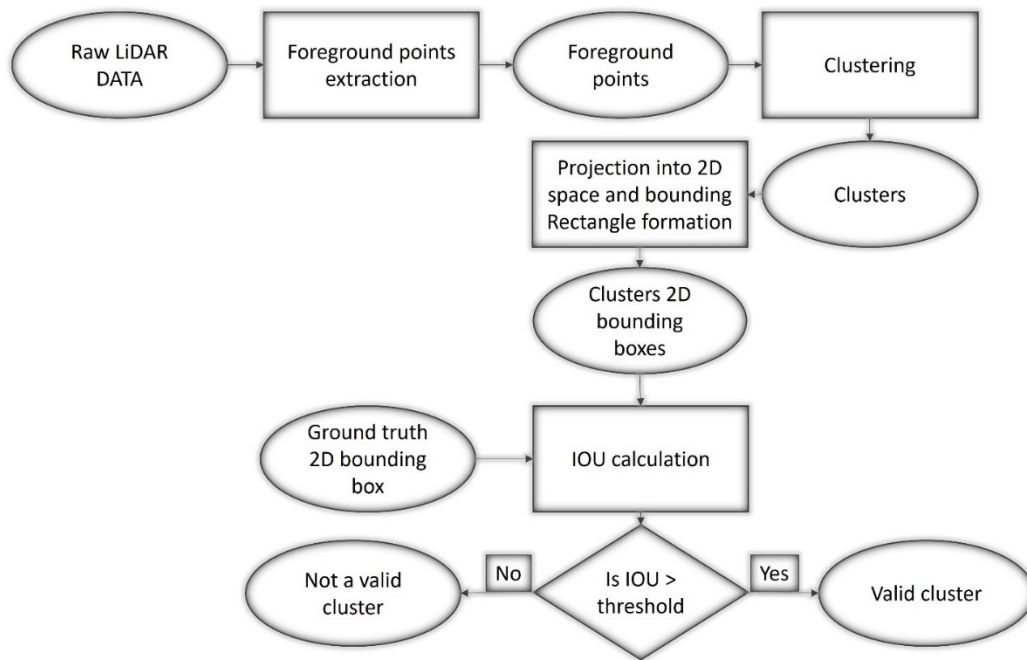 Raw LiDAR
DATA
Foreground points
extraction
Foreground
points
Clustering
Projection into 2D
space and bounding
Rectangle formation
Clusters
Clusters 2D
bounding
boxes
Ground truth
2D bounding
box
IOU calculation
Not a valid
cluster
No
Is IOU >
threshold
Yes
Valid cluster